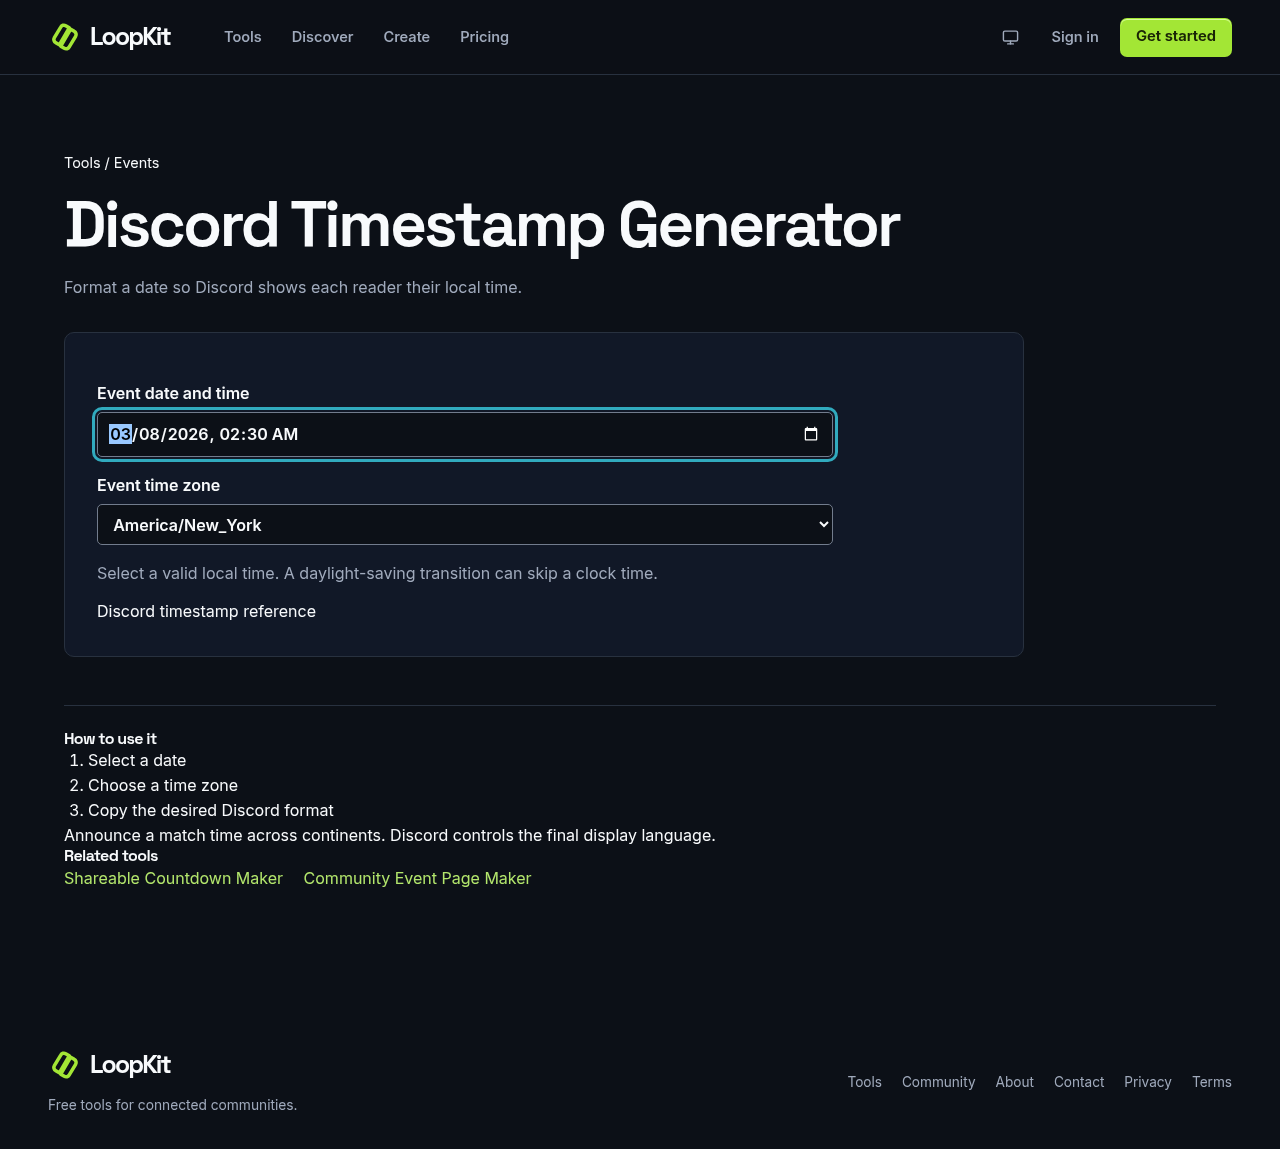 LoopKit
Tools Discover Create Pricing Sign in Get started
Tools / Events
Discord Timestamp Generator
Format a date so Discord shows each reader their local time.
Event date and time
03/08/2026, 02:30 AM
Event time zone
America/New_York
Select a valid local time. A daylight-saving transition can skip a clock time.
Discord timestamp reference
How to use it
1. Select a date
2. Choose a time zone
3. Copy the desired Discord format
Announce a match time across continents. Discord controls the final display language.
Related tools
Shareable Countdown Maker Community Event Page Maker
LoopKit
Free tools for connected communities.
Tools Community About Contact Privacy Terms